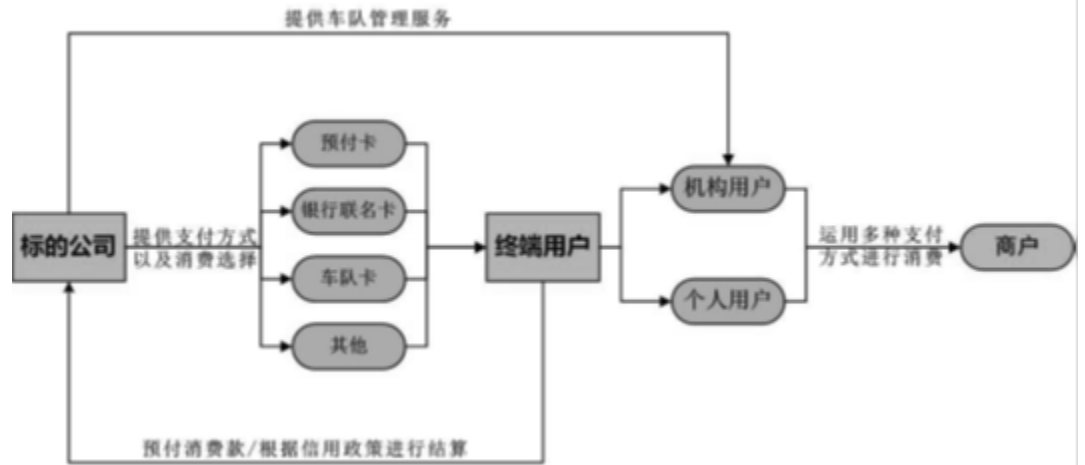 提供车队管理服务
预付卡
机构用户
银行联名卡
标的公司
提供支付方式
以及消费选择
终端用户
运用多种支付
方式进行消费
商户
车队卡
个人用户
其他
预付消费款/根据信用政策进行结算